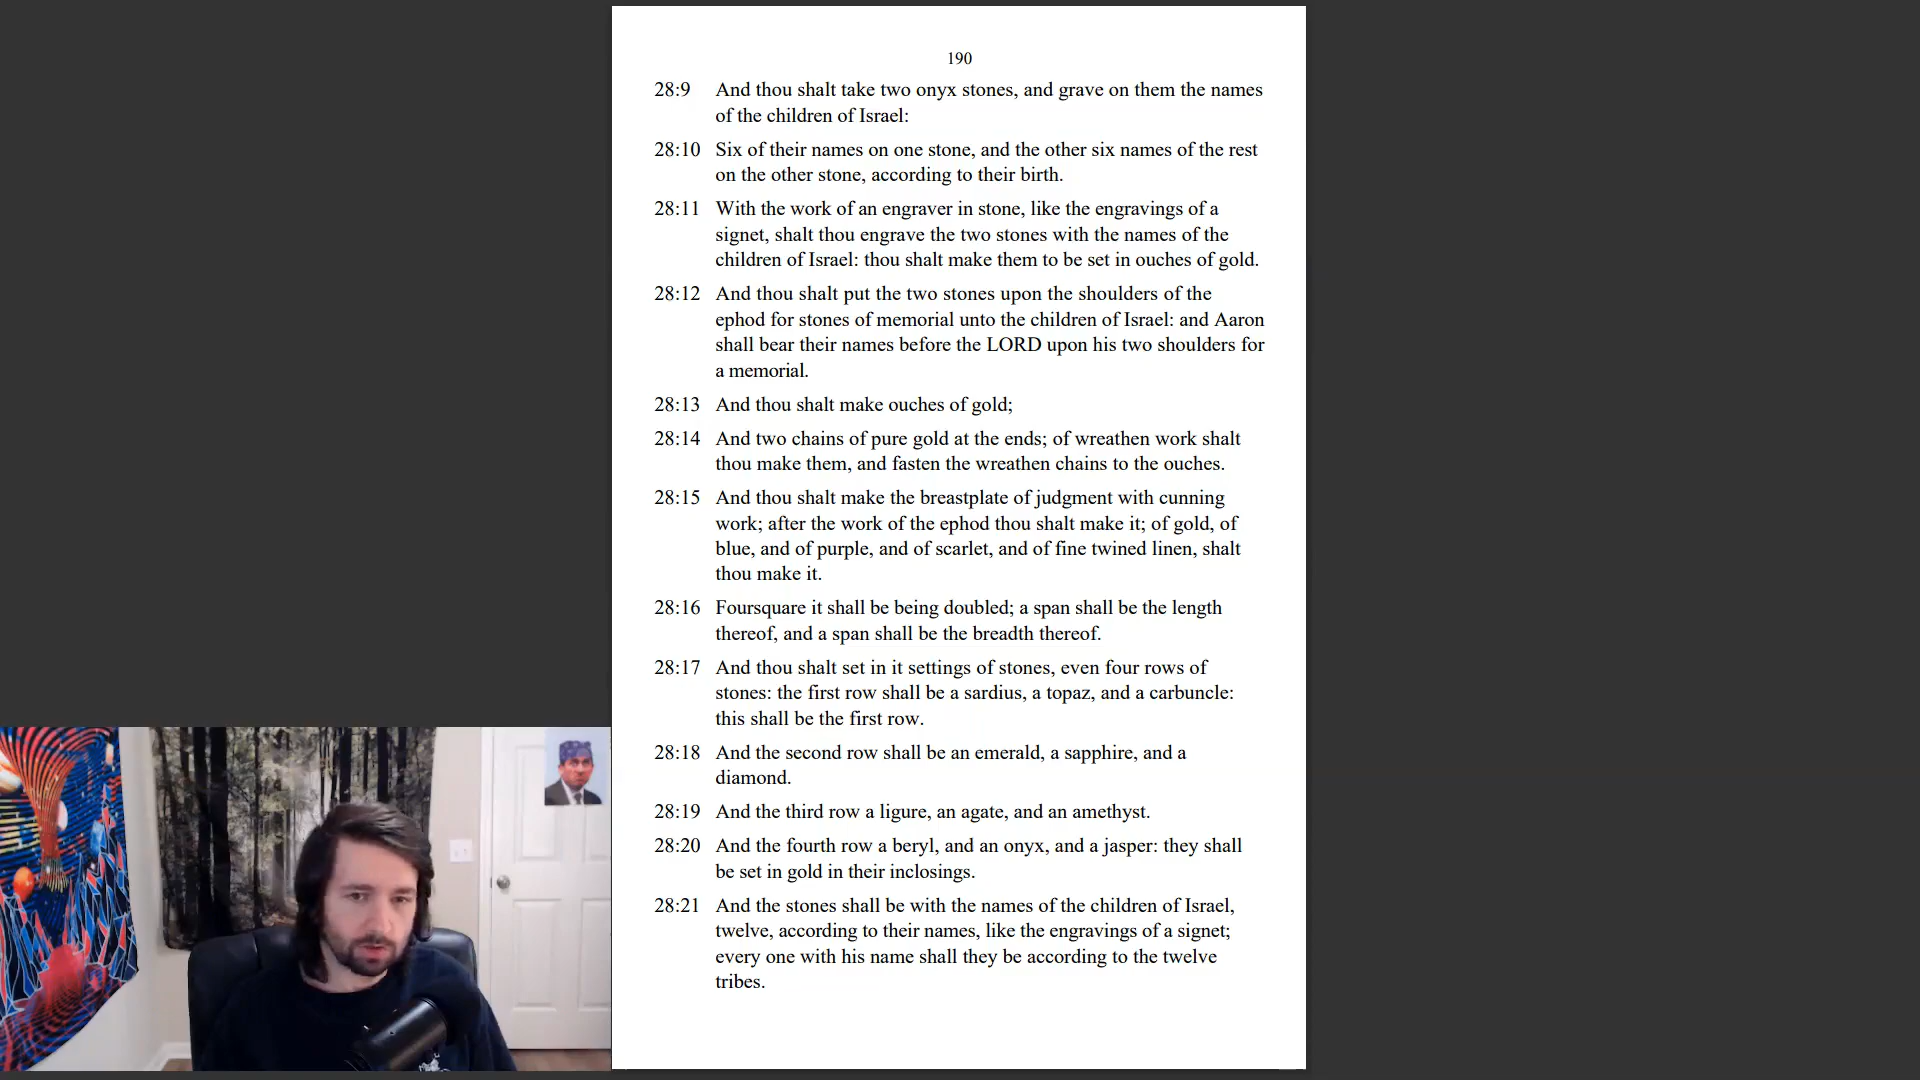 190
28:9 And thou shalt take two onyx stones, and grave on them the names
of the children of Israel:
28:10 Six of their names on one stone, and the other six names of the rest
on the other stone, according to their birth.
28:11 With the work of an engraver in stone, like the engravings of a
signet, shalt thou engrave the two stones with the names of the
children of Israel: thou shalt make them to be set in ouches of gold.
28:12 And thou shalt put the two stones upon the shoulders of the
ephod for stones of memorial unto the children of Israel: and Aaron
shall bear their names before the LORD upon his two shoulders for
a memorial.
28:13 And thou shalt make ouches of gold;
28:14 And two chains of pure gold at the ends; of wreathen work shalt
thou make them, and fasten the wreathen chains to the ouches.
28:15 And thou shalt make the breastplate of judgment with cunning
work; after the work of the ephod thou shalt make it; of gold, of
blue, and of purple, and of scarlet, and of fine twined linen, shalt
thou make it.
28:16 Foursquare it shall be being doubled; a span shall be the length
thereof, and a span shall be the breadth thereof.
28:17 And thou shalt set in it settings of stones, even four rows of
stones: the first row shall be a sardius, a topaz, and a carbuncle:
this shall be the first row.
28:18 And the second row shall be an emerald, a sapphire, and a
diamond.
28:19 And the third row a ligure, an agate, and an amethyst.
28:20 And the fourth row a beryl, and an onyx, and a jasper: they shall
be set in gold in their inclosings.
28:21 And the stones shall be with the names of the children of Israel,
twelve, according to their names, like the engravings of a signet;
every one with his name shall they be according to the twelve
tribes.